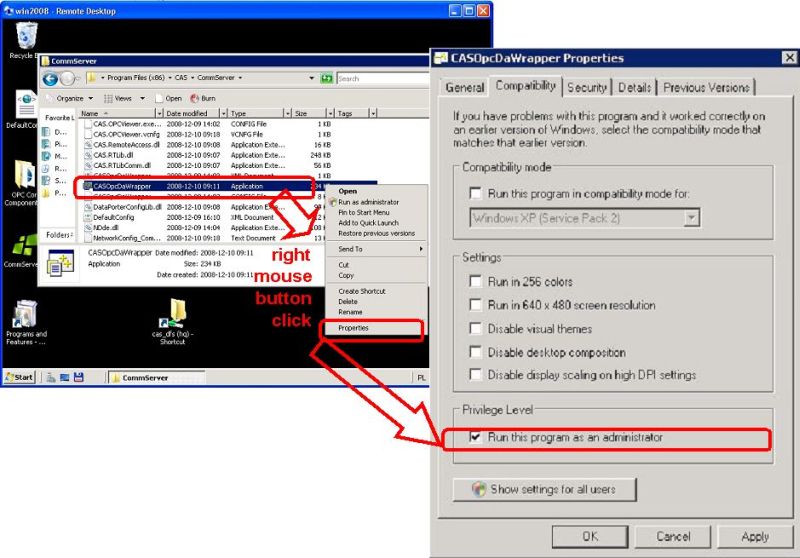 win2008 - Remote Desktop
Recycle B
CommServer
Program Files (x86) CAS CommServer
Search
Organize Views Open Burn
Favorite L
Name Date modified Type Size Tags
CAS.OPCViewer.exe... 2008-12-09 14:02 CONFIG File 1 KB
CAS.OPCViewer.vcnfg 2008-12-10 09:18 VCNFG File 1 KB
CAS.RemoteAccess.dll 2008-12-10 09:18 Application Exte... 16 KB
CAS.RTLib.dll 2008-12-10 09:07 Application Exte... 248 KB
CAS.RTLibComm.dll 2008-12-10 09:07 Application Exte... 56 KB
XML Document 1 KB
CASOpcDaWrapper 2008-12-10 09:11 Application 234 KB
DataPorterConfigLib.dll 2008-12-10 09:11 Application Exte...
DefaultConfig 2008-12-09 16:10 XML Document
NDde.dll 2008-12-09 14:04 Application Exte...
NetworkConfig_Com... Text Document
D...
D...
Pi...
M...
R...
S...
P...
Folders
DefaultCon
OPC Cor
Component
CommServer
CASOpcDaWrapper Date modified: 2008-12-10 09:11
Application Size: 234 KB
Date created: 2008-12-10 09:11
Open
Run as administrator
Pin to Start Menu
Add to Quick Launch
Restore previous versions
Send To
Cut
Copy
Create Shortcut
Delete
Rename
Properties
right
mouse
button
click
Programs and
Features - ...
cas_dfs (hq) -
Shortcut
Start
CommServer
PL
CASOpcDaWrapper Properties
General Compatibility Security Details Previous Versions
If you have problems with this program and it worked correctly on
an earlier version of Windows, select the compatibility mode that
matches that earlier version.
Compatibility mode
Run this program in compatibility mode for:
Windows XP (Service Pack 2)
Settings
Run in 256 colors
Run in 640 x 480 screen resolution
Disable visual themes
Disable desktop composition
Disable display scaling on high DPI settings
Privilege Level
Run this program as an administrator
Show settings for all users
OK Cancel Apply